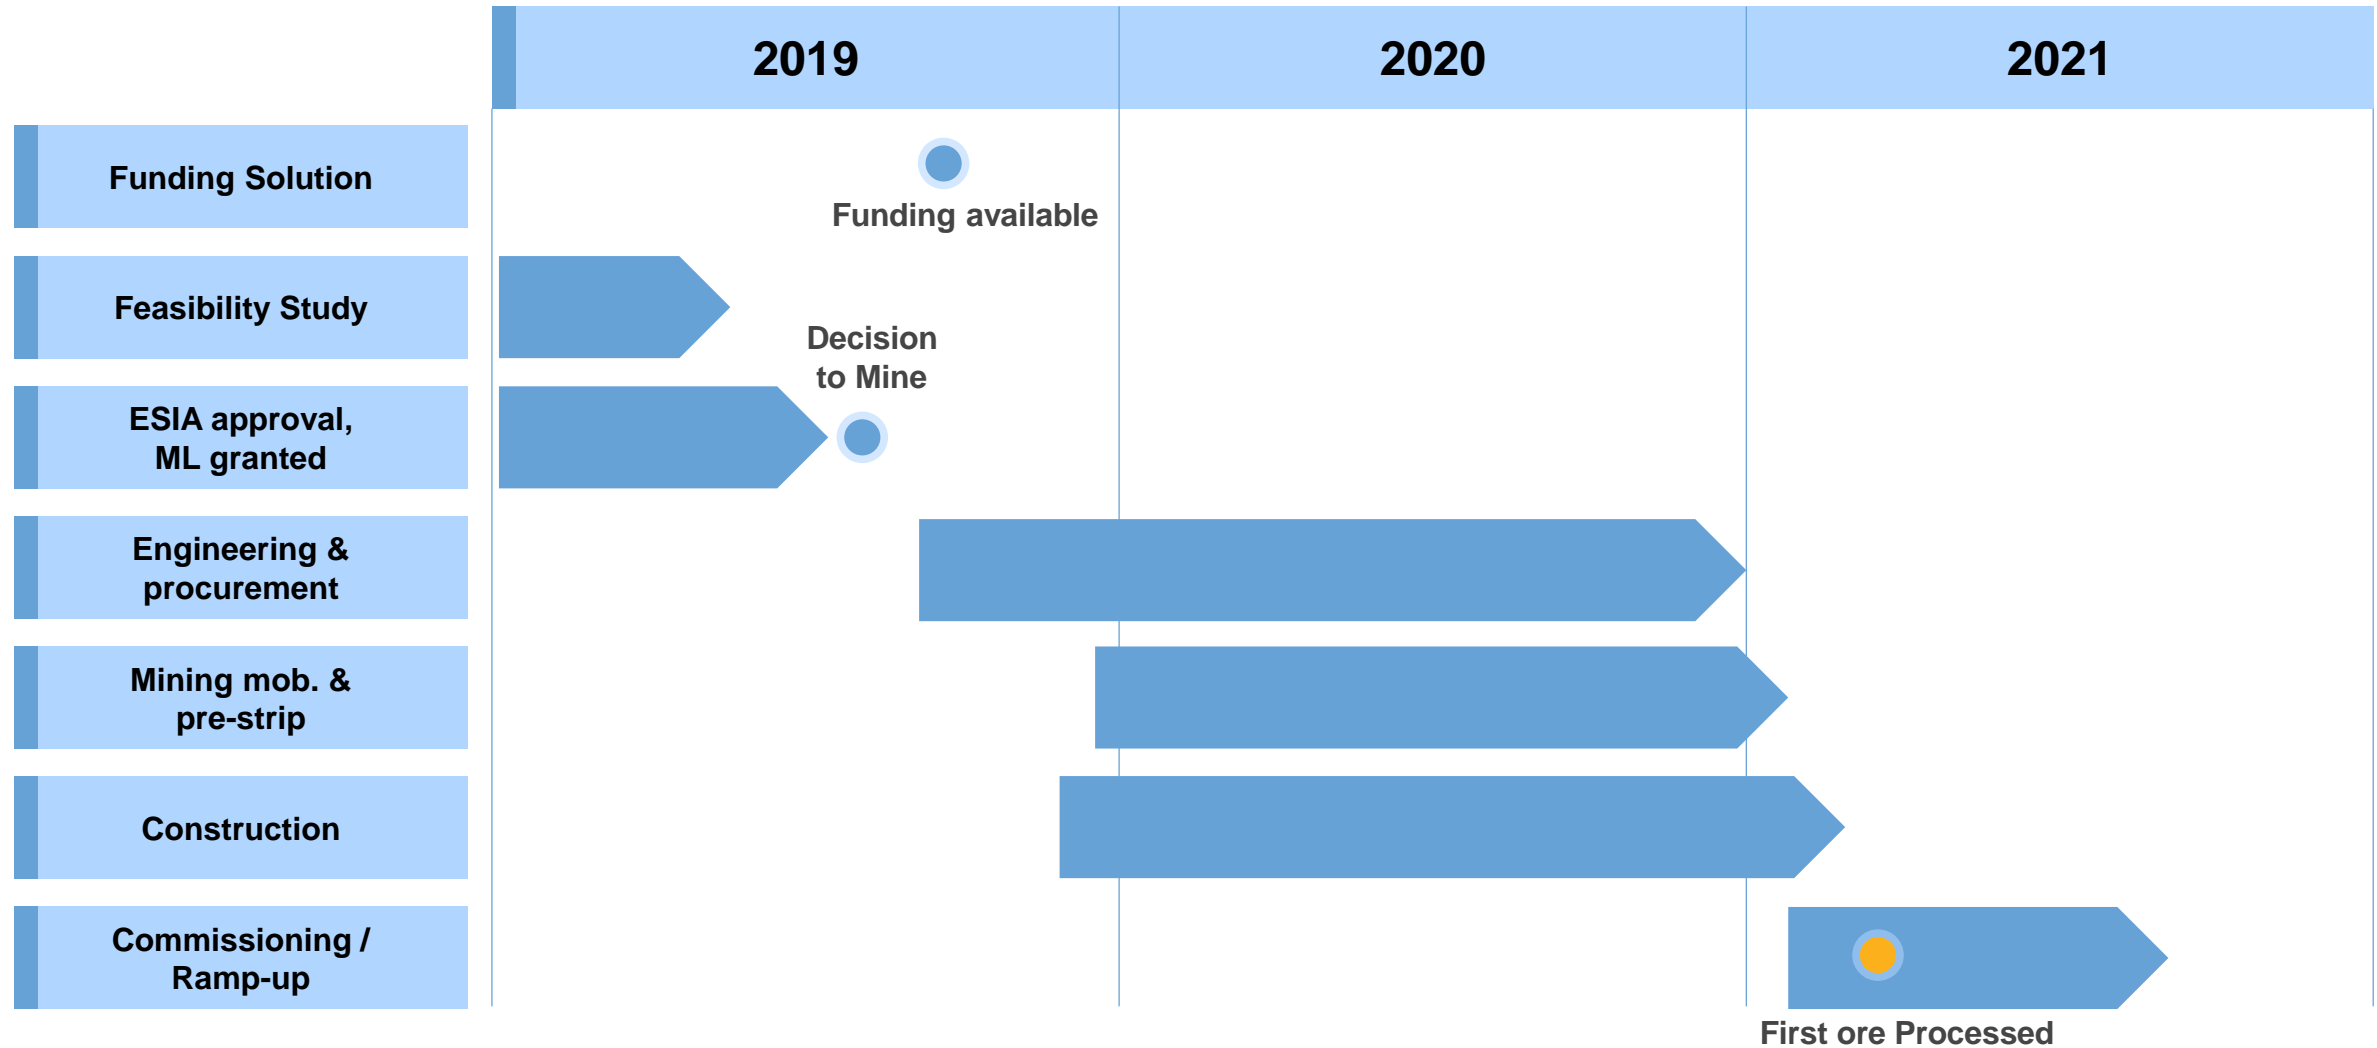 2019
2020
2021
Funding Solution
Funding available
Feasibility Study
Decision
to Mine
ESIA approval,
ML granted
Engineering &
procurement
Mining mob. &
pre-strip
Construction
Commissioning /
Ramp-up
First ore Processed